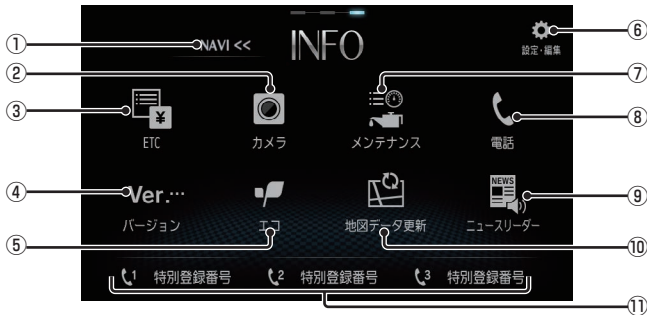 ① NAVI << INFO ⑥ 設定・編集
② ⑦
③ ¥ ⑧
ETC カメラ メンテナンス 電話
④ Ver.… NEWS ⑨
バージョン エコ 地図データ更新 ニュースリーダー
⑤ ⑩
1 特別登録番号 2 特別登録番号 3 特別登録番号
⑪